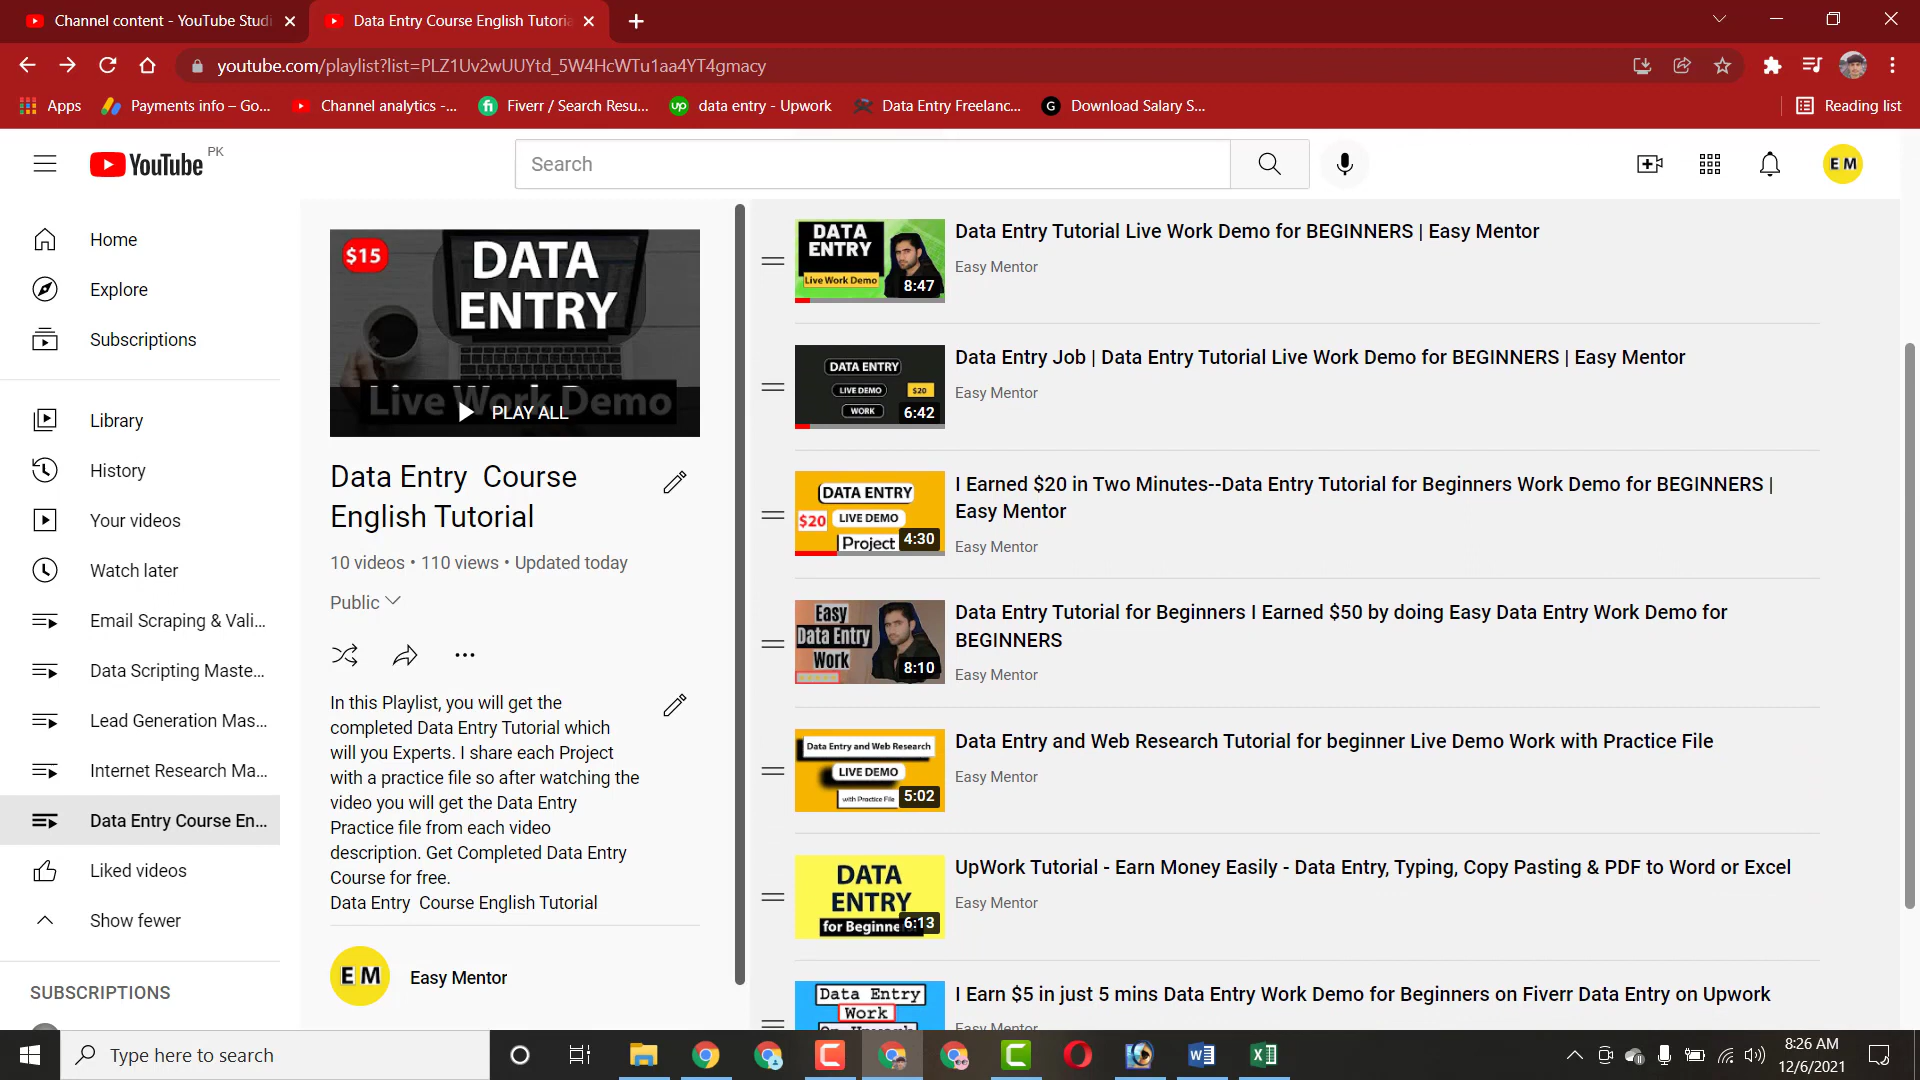 Channel content - YouTube Studi
Data Entry Course English Tutoria
youtube.com/playlist?list=PLZ1Uv2wUUYtd_5W4HcWTu1aa4YT4gmacy
Apps
Payments info – Go...
Channel analytics -...
Fiverr / Search Resu...
data entry - Upwork
Data Entry Freelanc...
Download Salary S...
Reading list
YouTube PK
Search
E M
Home
Explore
Subscriptions
Library
History
Your videos
Watch later
Email Scraping & Vali...
Data Scripting Maste...
Lead Generation Mas...
Internet Research Ma...
Data Entry Course En...
Liked videos
Show fewer
SUBSCRIPTIONS
$15
DATA
ENTRY
Live Work Demo
PLAY ALL
Data Entry  Course
English Tutorial
10 videos • 110 views • Updated today
Public
In this Playlist, you will get the
completed Data Entry Tutorial which
will you Experts. I share each Project
with a practice file so after watching the
video you will get the Data Entry
Practice file from each video
description. Get Completed Data Entry
Course for free.
Data Entry  Course English Tutorial
E M
Easy Mentor
DATA
ENTRY
Live Work Demo
8:47
Data Entry Tutorial Live Work Demo for BEGINNERS | Easy Mentor
Easy Mentor
DATA ENTRY
LIVE DEMO
$20
WORK
6:42
Data Entry Job | Data Entry Tutorial Live Work Demo for BEGINNERS | Easy Mentor
Easy Mentor
DATA ENTRY
$20
LIVE DEMO
Project
4:30
I Earned $20 in Two Minutes--Data Entry Tutorial for Beginners Work Demo for BEGINNERS |
Easy Mentor
Easy Mentor
Easy
Data Entry
Work
8:10
Data Entry Tutorial for Beginners I Earned $50 by doing Easy Data Entry Work Demo for
BEGINNERS
Easy Mentor
Data Entry and Web Research
LIVE DEMO
with Practice File
5:02
Data Entry and Web Research Tutorial for beginner Live Demo Work with Practice File
Easy Mentor
DATA
ENTRY
for Beginne
6:13
UpWork Tutorial - Earn Money Easily - Data Entry, Typing, Copy Pasting & PDF to Word or Excel
Easy Mentor
Data Entry
Work
On Upwork
I Earn $5 in just 5 mins Data Entry Work Demo for Beginners on Fiverr Data Entry on Upwork
Easy Mentor
Type here to search
8:26 AM
12/6/2021